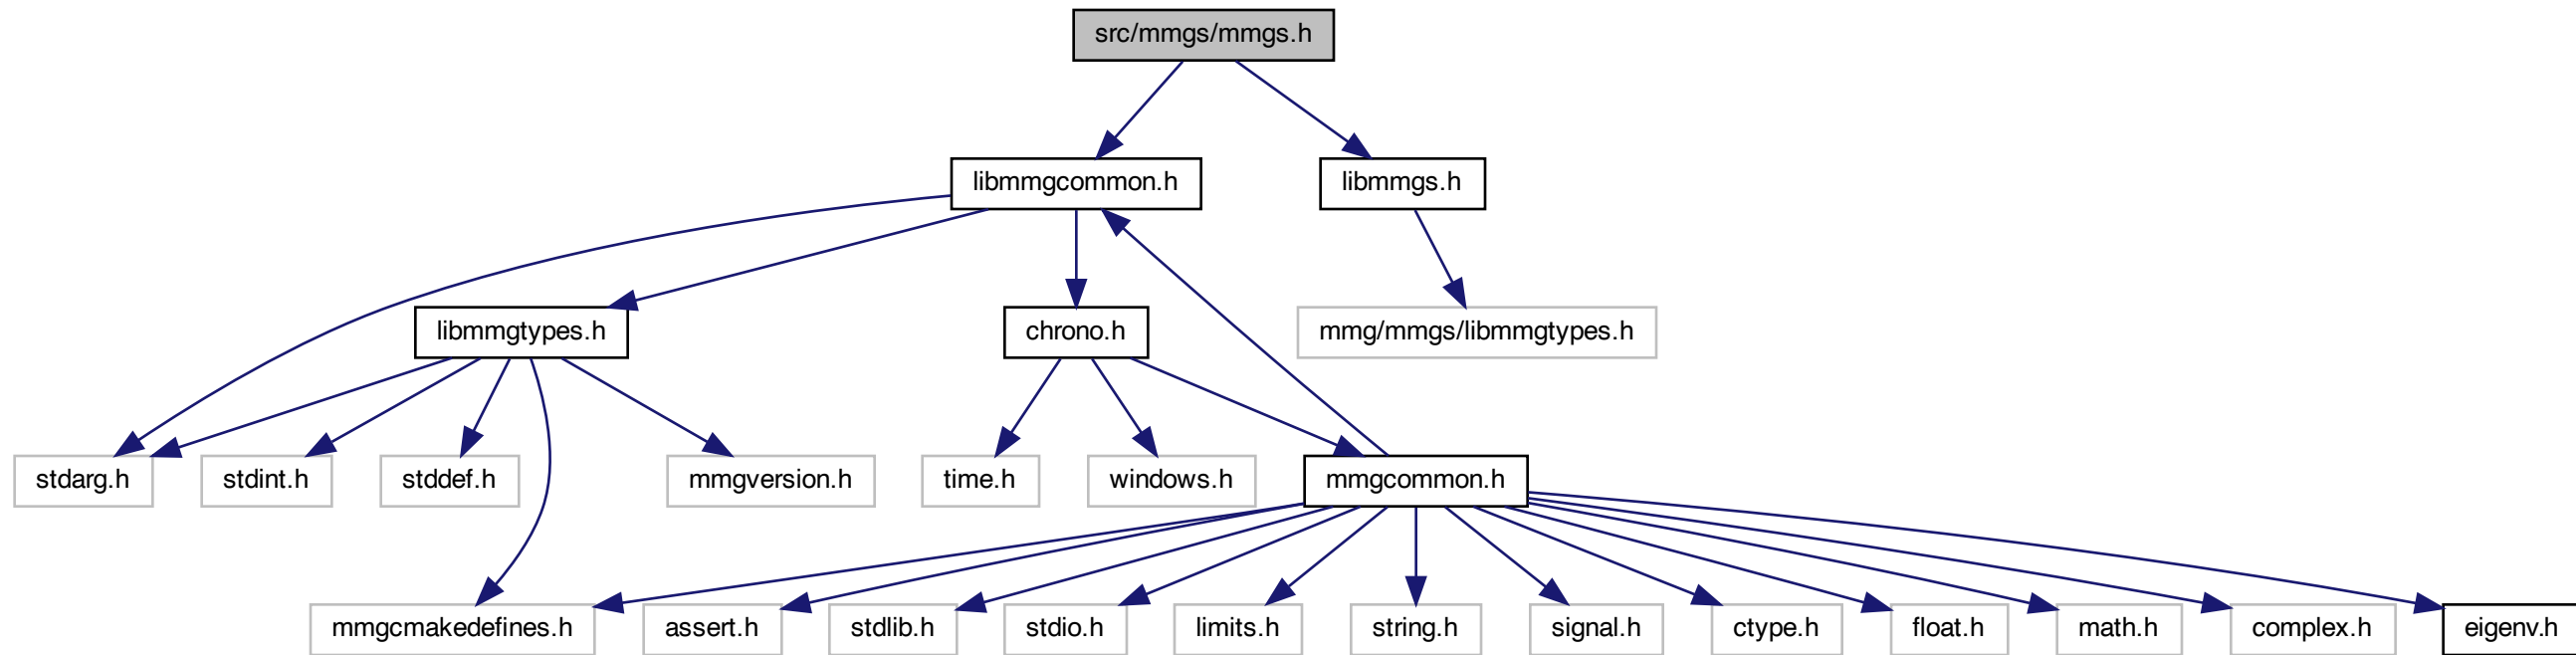 src/mmgs/mmgs.h
libmmgcommon.h
libmmgs.h
libmmgtypes.h
chrono.h
mmg/mmgs/libmmgtypes.h
stdarg.h
stdint.h
stddef.h
mmgversion.h
time.h
windows.h
mmgcommon.h
mmgcmakedefines.h
assert.h
stdlib.h
stdio.h
limits.h
string.h
signal.h
ctype.h
float.h
math.h
complex.h
eigenv.h